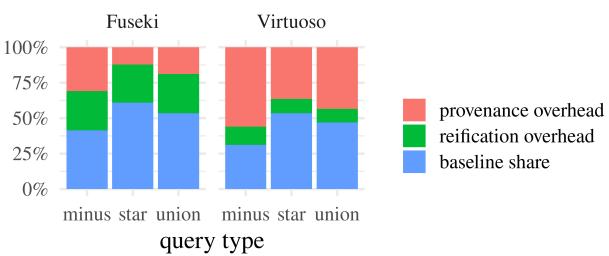 Fuseki Virtuoso
100%
75%
50%
25%
0%
provenance overhead
reification overhead
baseline share
minus star union minus star union
query type